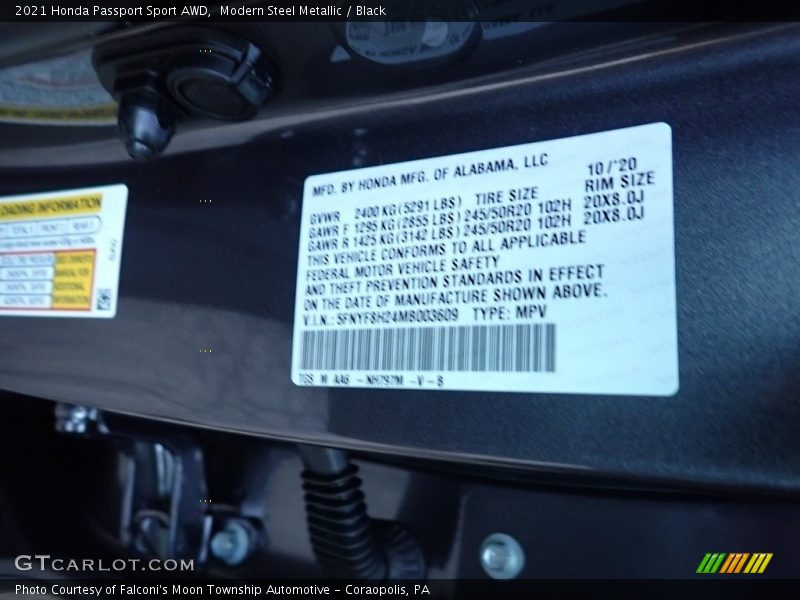 2021 Honda Passport Sport AWD,  Modern Steel Metallic / Black
MFD. BY HONDA MFG. OF ALABAMA, LLC 10/'20
GVWR 2400 KG (5291 LBS) TIRE SIZE RIM SIZE
GAWR F 1295 KG (2855 LBS) 245/50R20 102H 20X8.0J
GAWR R 1425 KG (3142 LBS) 245/50R20 102H 20X8.0J
THIS VEHICLE CONFORMS TO ALL APPLICABLE
FEDERAL MOTOR VEHICLE SAFETY
AND THEFT PREVENTION STANDARDS IN EFFECT
ON THE DATE OF MANUFACTURE SHOWN ABOVE.
V.I.N.: 5FNYF8H24MB003609 TYPE: MPV
TGS W AA6 -NH797M -V-B
LOADING INFORMATION
GTCARLOT.COM
Photo Courtesy of Falconi's Moon Township Automotive - Coraopolis, PA